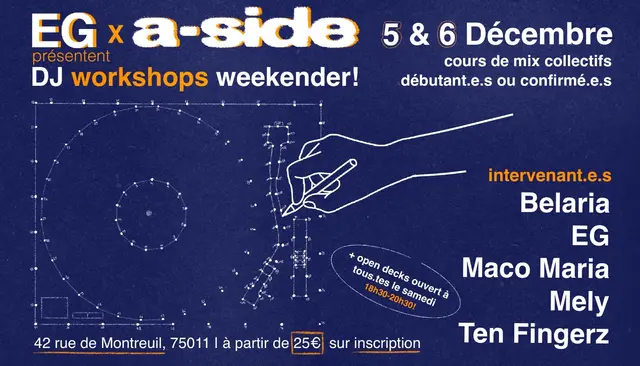 EG x a-side
présentent
DJ workshops weekender!
5 & 6 Décembre
cours de mix collectifs
débutant.e.s ou confirmé.e.s
intervenant.e.s
Belaria
EG
Maco Maria
Mely
Ten Fingerz
+ open decks ouvert à
tous.tes le samedi
18h30-20h30!
42 rue de Montreuil, 75011 | à partir de 25€ sur inscription